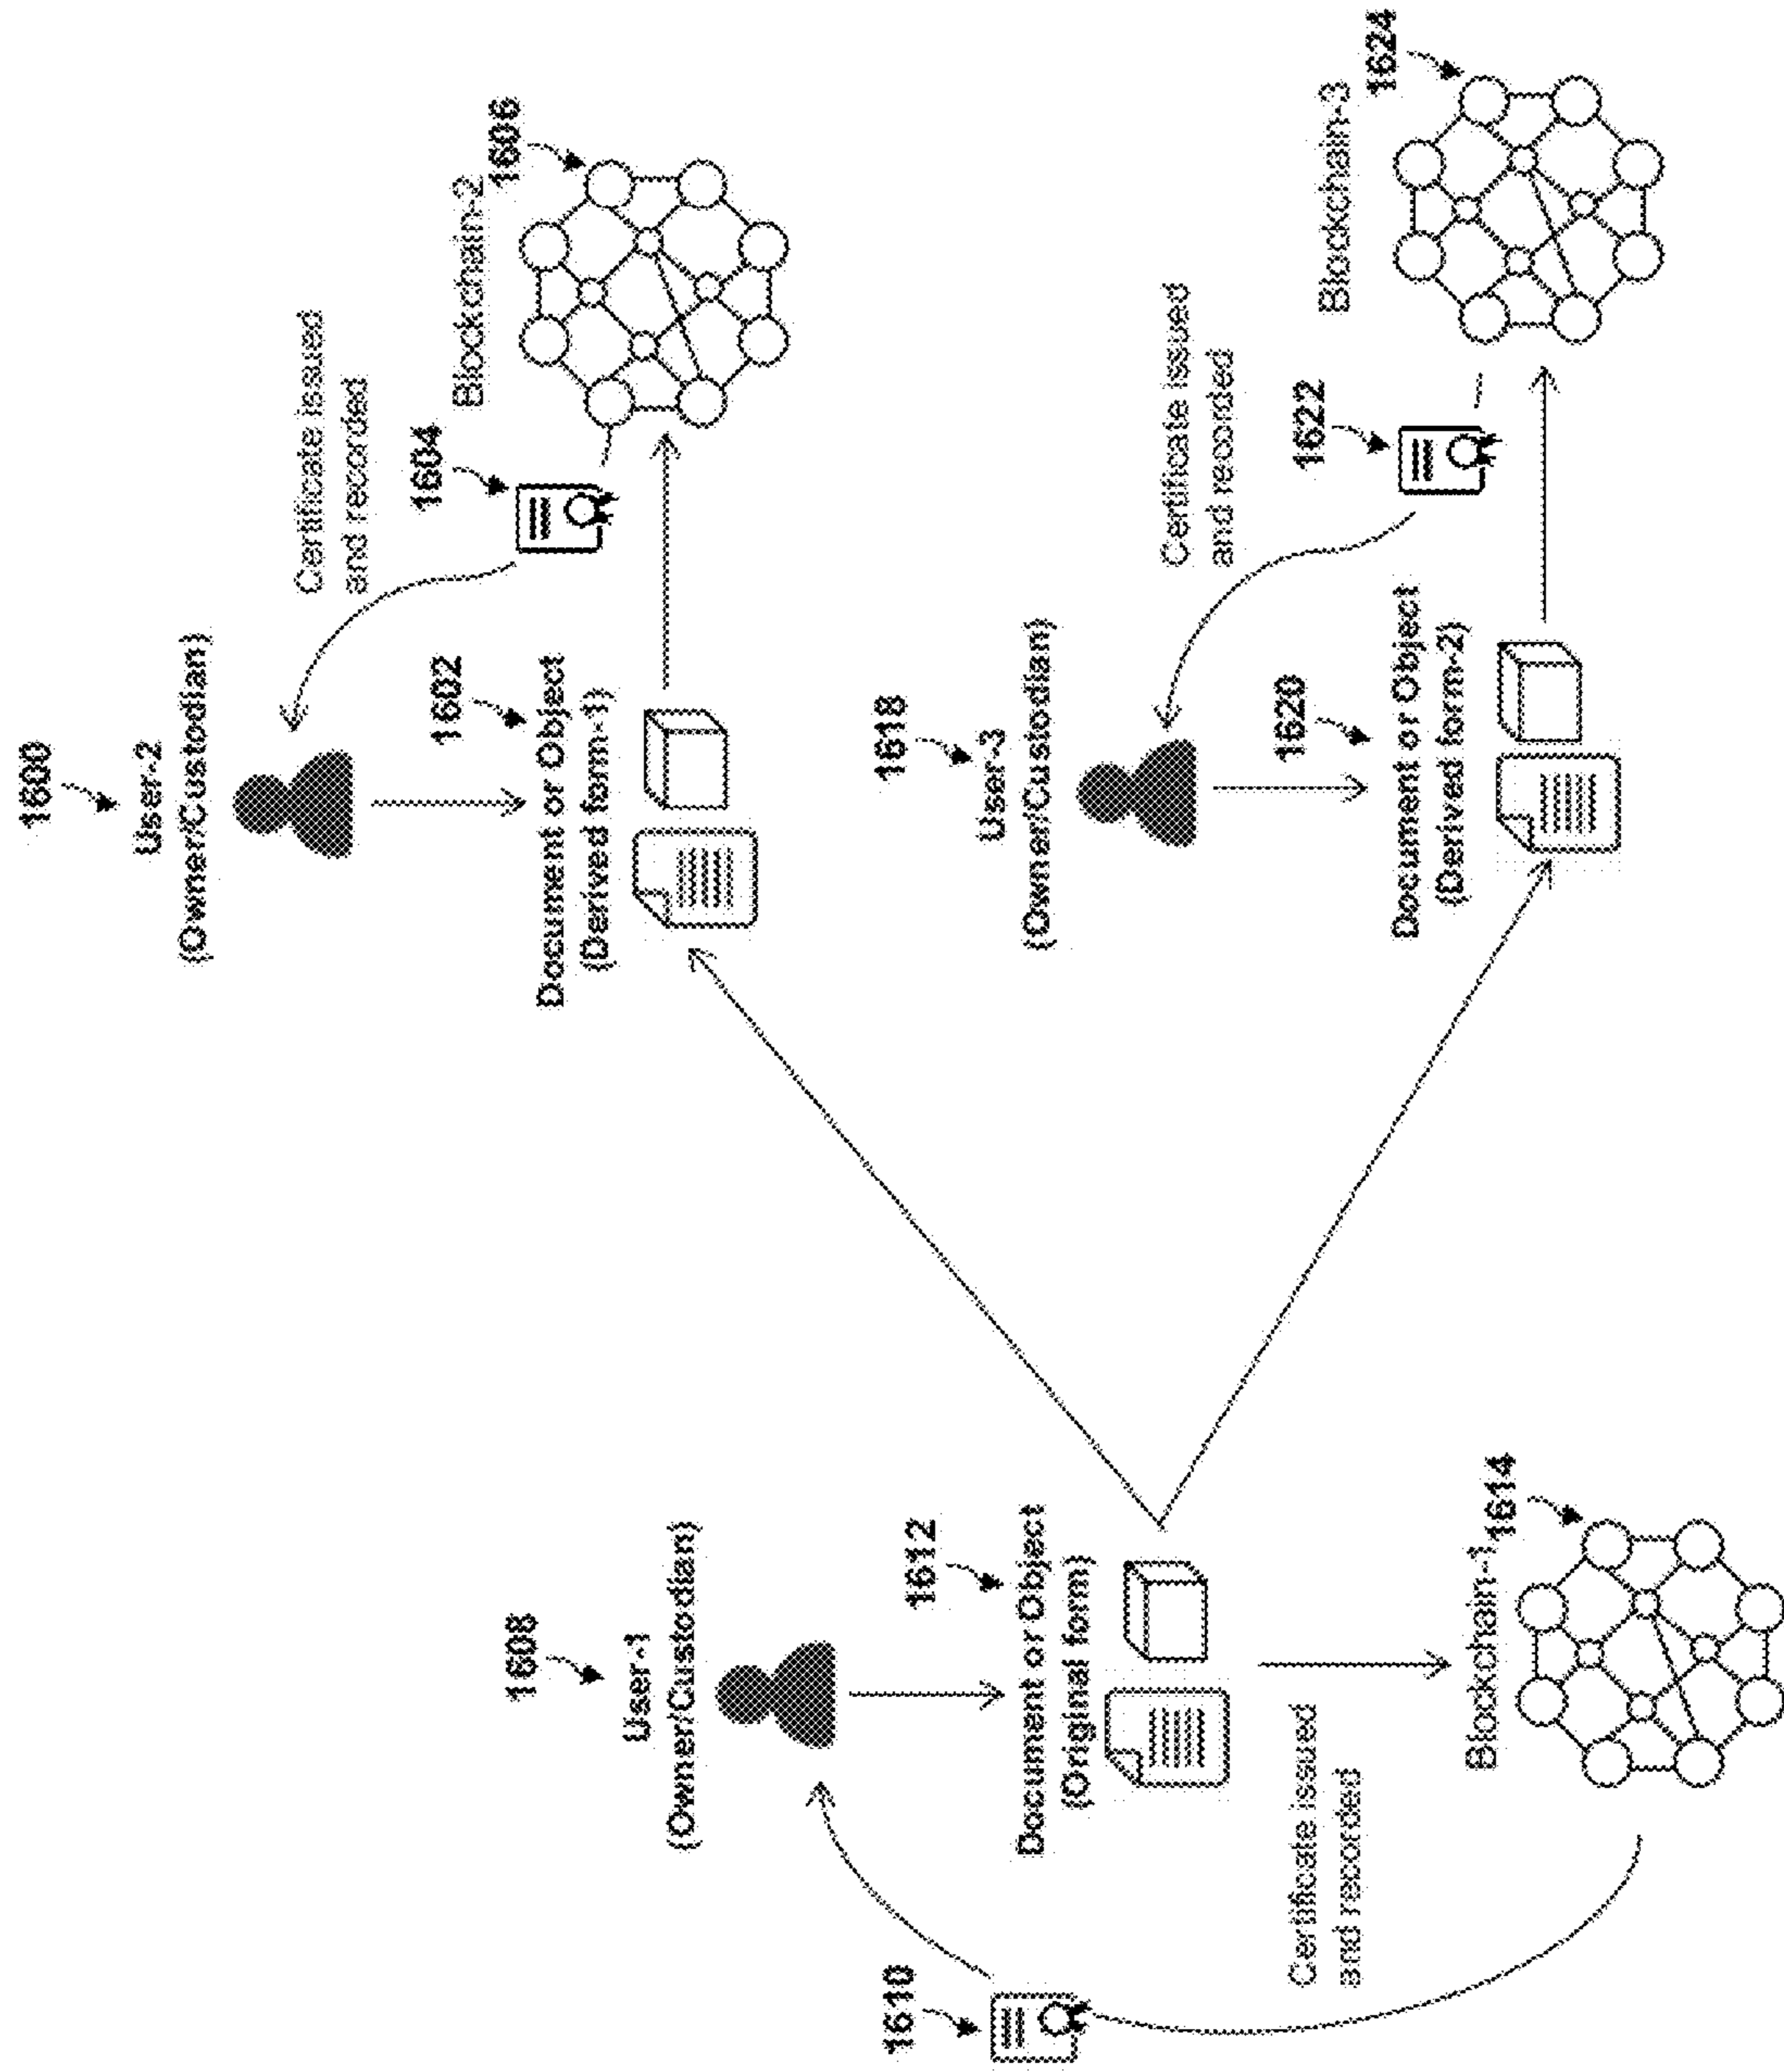 1600
User-2
(Owner/Custodian)
1602
Document or Object
(Derived form-1)
Certificate issued
and recorded
1604
Blockchain-2
1606
1608
User-1
(Owner/Custodian)
1610
1612
Document or Object
(Original form)
Certificate issued
and recorded
Blockchain-1
1614
1618
User-3
(Owner/Custodian)
1620
Document or Object
(Derived form-2)
Certificate issued
and recorded
1622
Blockchain-3
1624